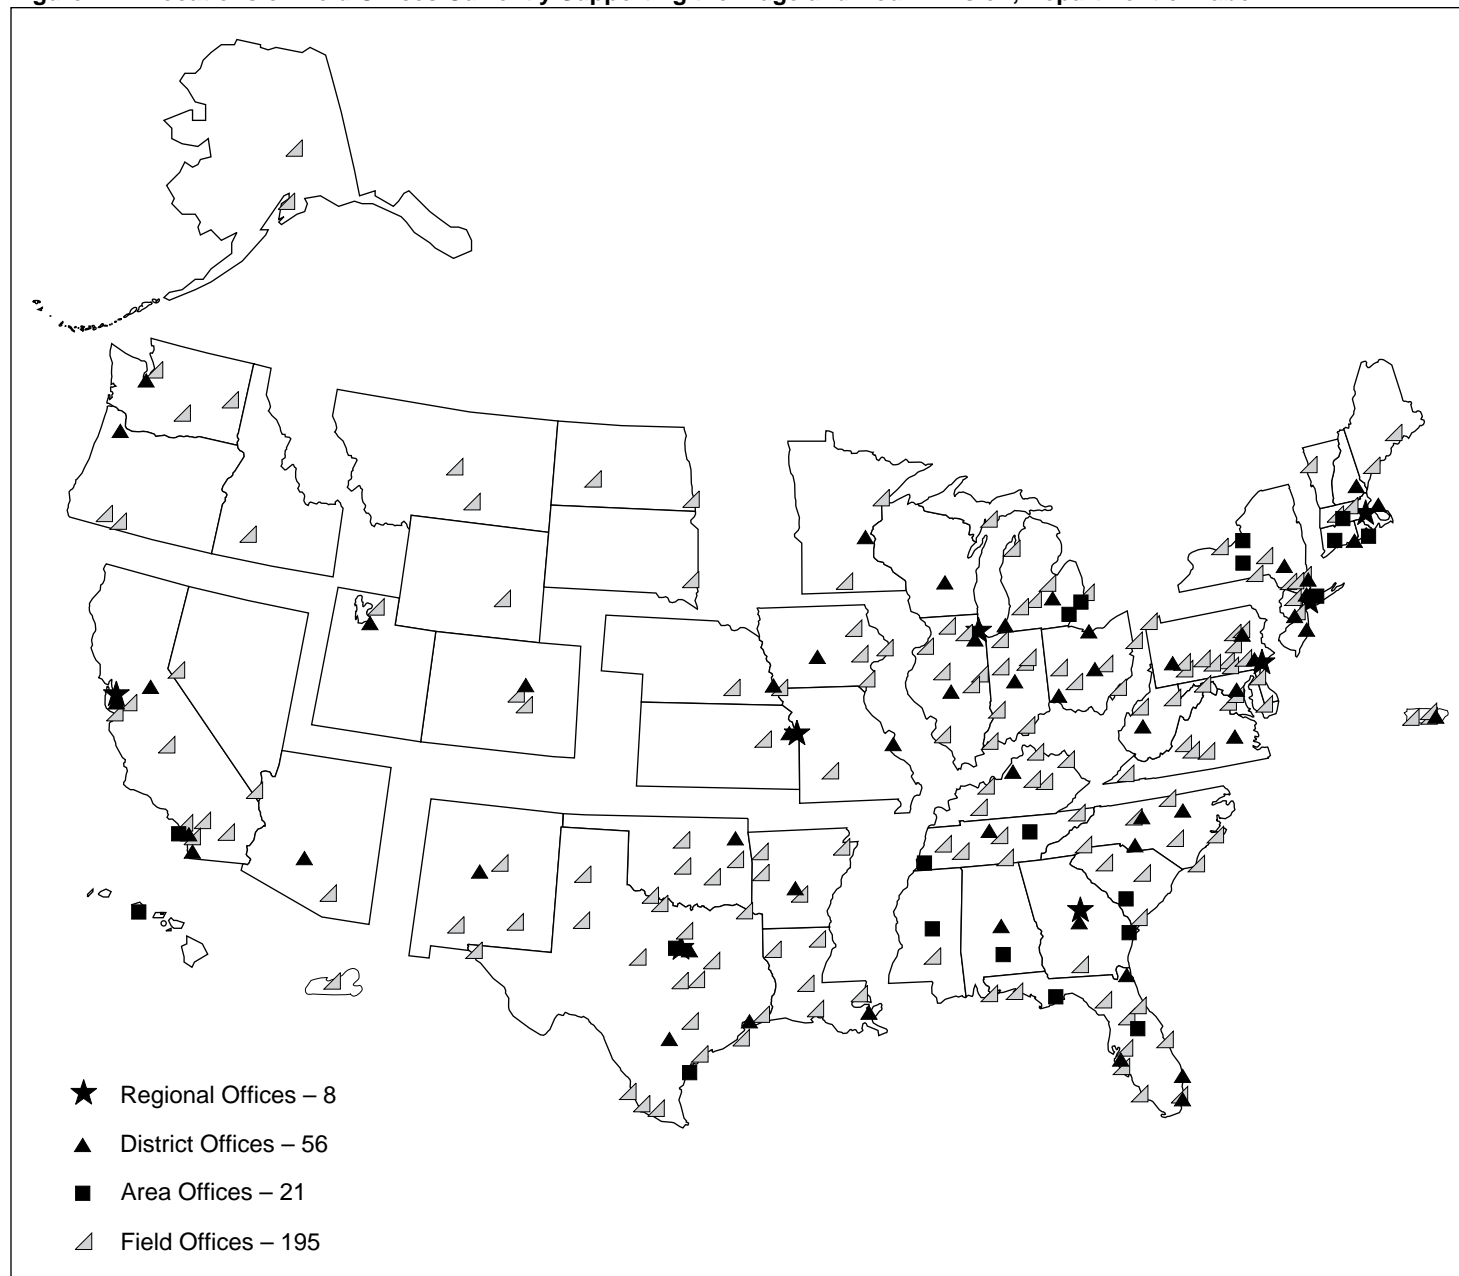 Regional Offices – 8
District Offices – 56
Area Offices – 21
Field Offices – 195